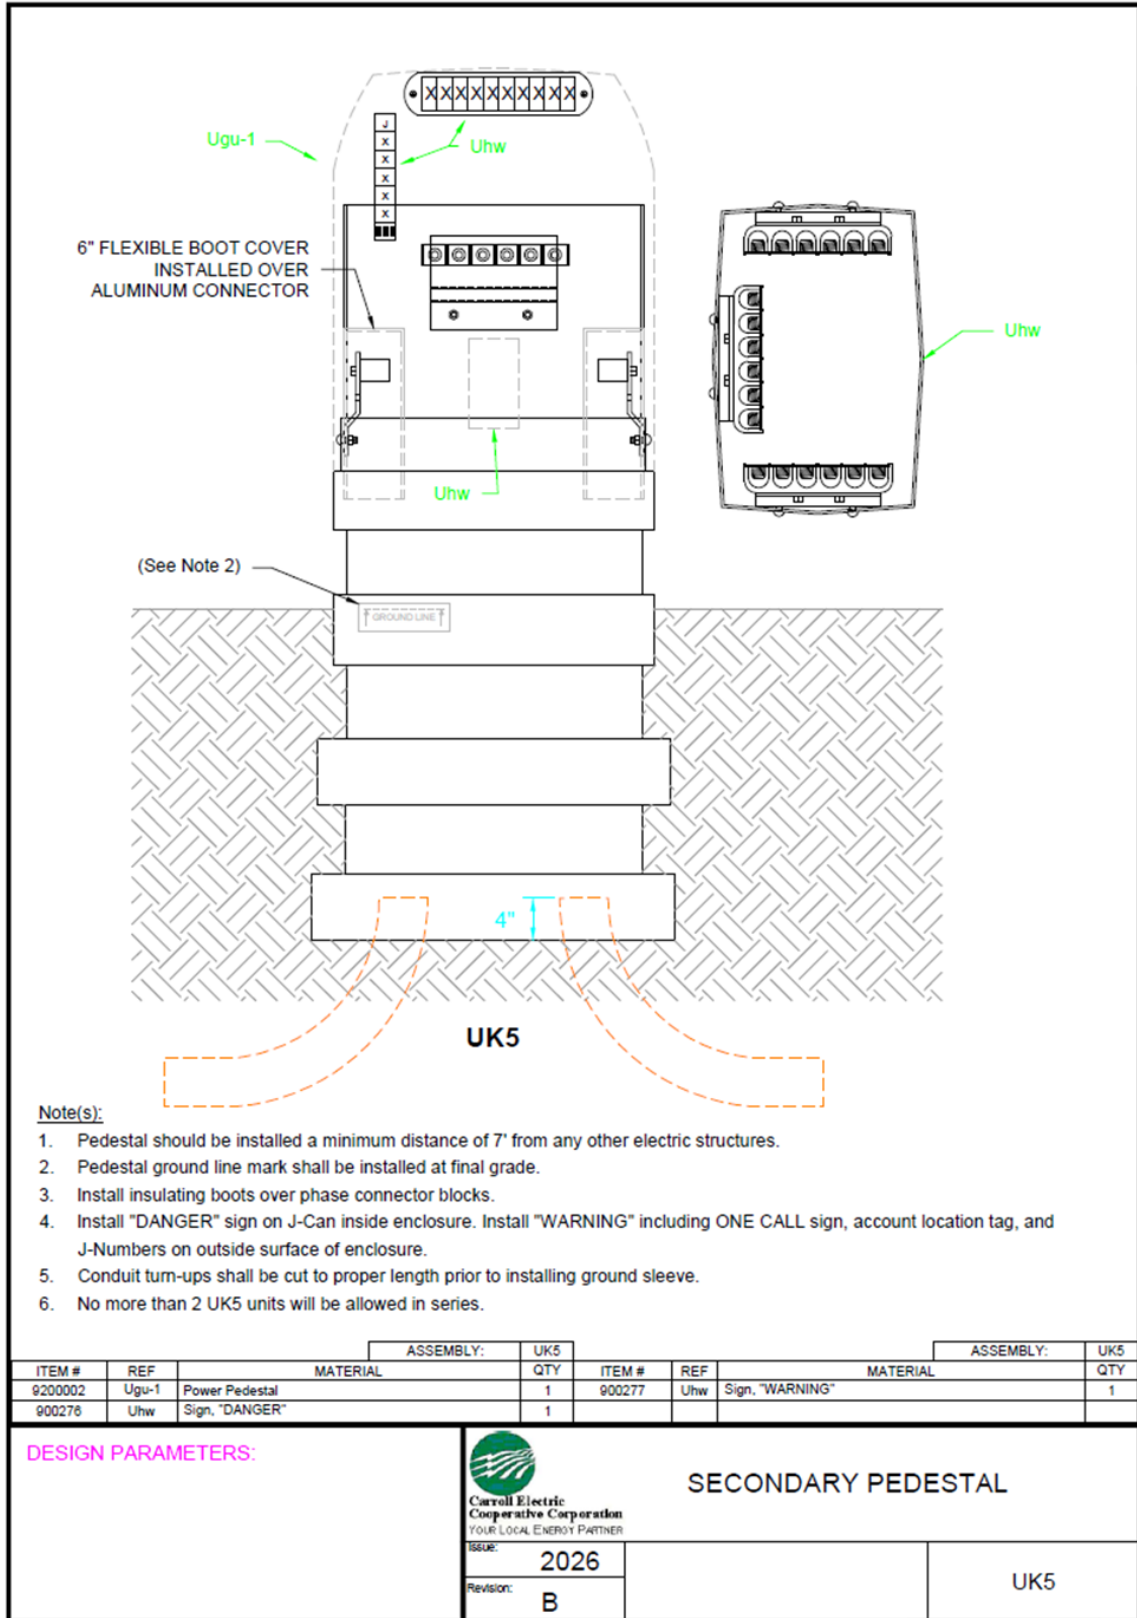 XXXXXXXXXX
Ugu-1
J
X
X
X
X
X
Uhw
6" FLEXIBLE BOOT COVER
INSTALLED OVER
ALUMINUM CONNECTOR
Uhw
Uhw
(See Note 2)
GROUND LINE
4"
UK5
Note(s):
1. Pedestal should be installed a minimum distance of 7' from any other electric structures.
2. Pedestal ground line mark shall be installed at final grade.
3. Install insulating boots over phase connector blocks.
4. Install "DANGER" sign on J-Can inside enclosure. Install "WARNING" including ONE CALL sign, account location tag, and
J-Numbers on outside surface of enclosure.
5. Conduit turn-ups shall be cut to proper length prior to installing ground sleeve.
6. No more than 2 UK5 units will be allowed in series.
ASSEMBLY: UK5 ASSEMBLY: UK5
ITEM # REF MATERIAL QTY ITEM # REF MATERIAL QTY
9200002 Ugu-1 Power Pedestal 1 900277 Uhw Sign, "WARNING" 1
900276 Uhw Sign, "DANGER" 1
DESIGN PARAMETERS:
Carroll Electric
Cooperative Corporation
YOUR LOCAL ENERGY PARTNER
SECONDARY PEDESTAL
Issue: 2026
Revision: B
UK5